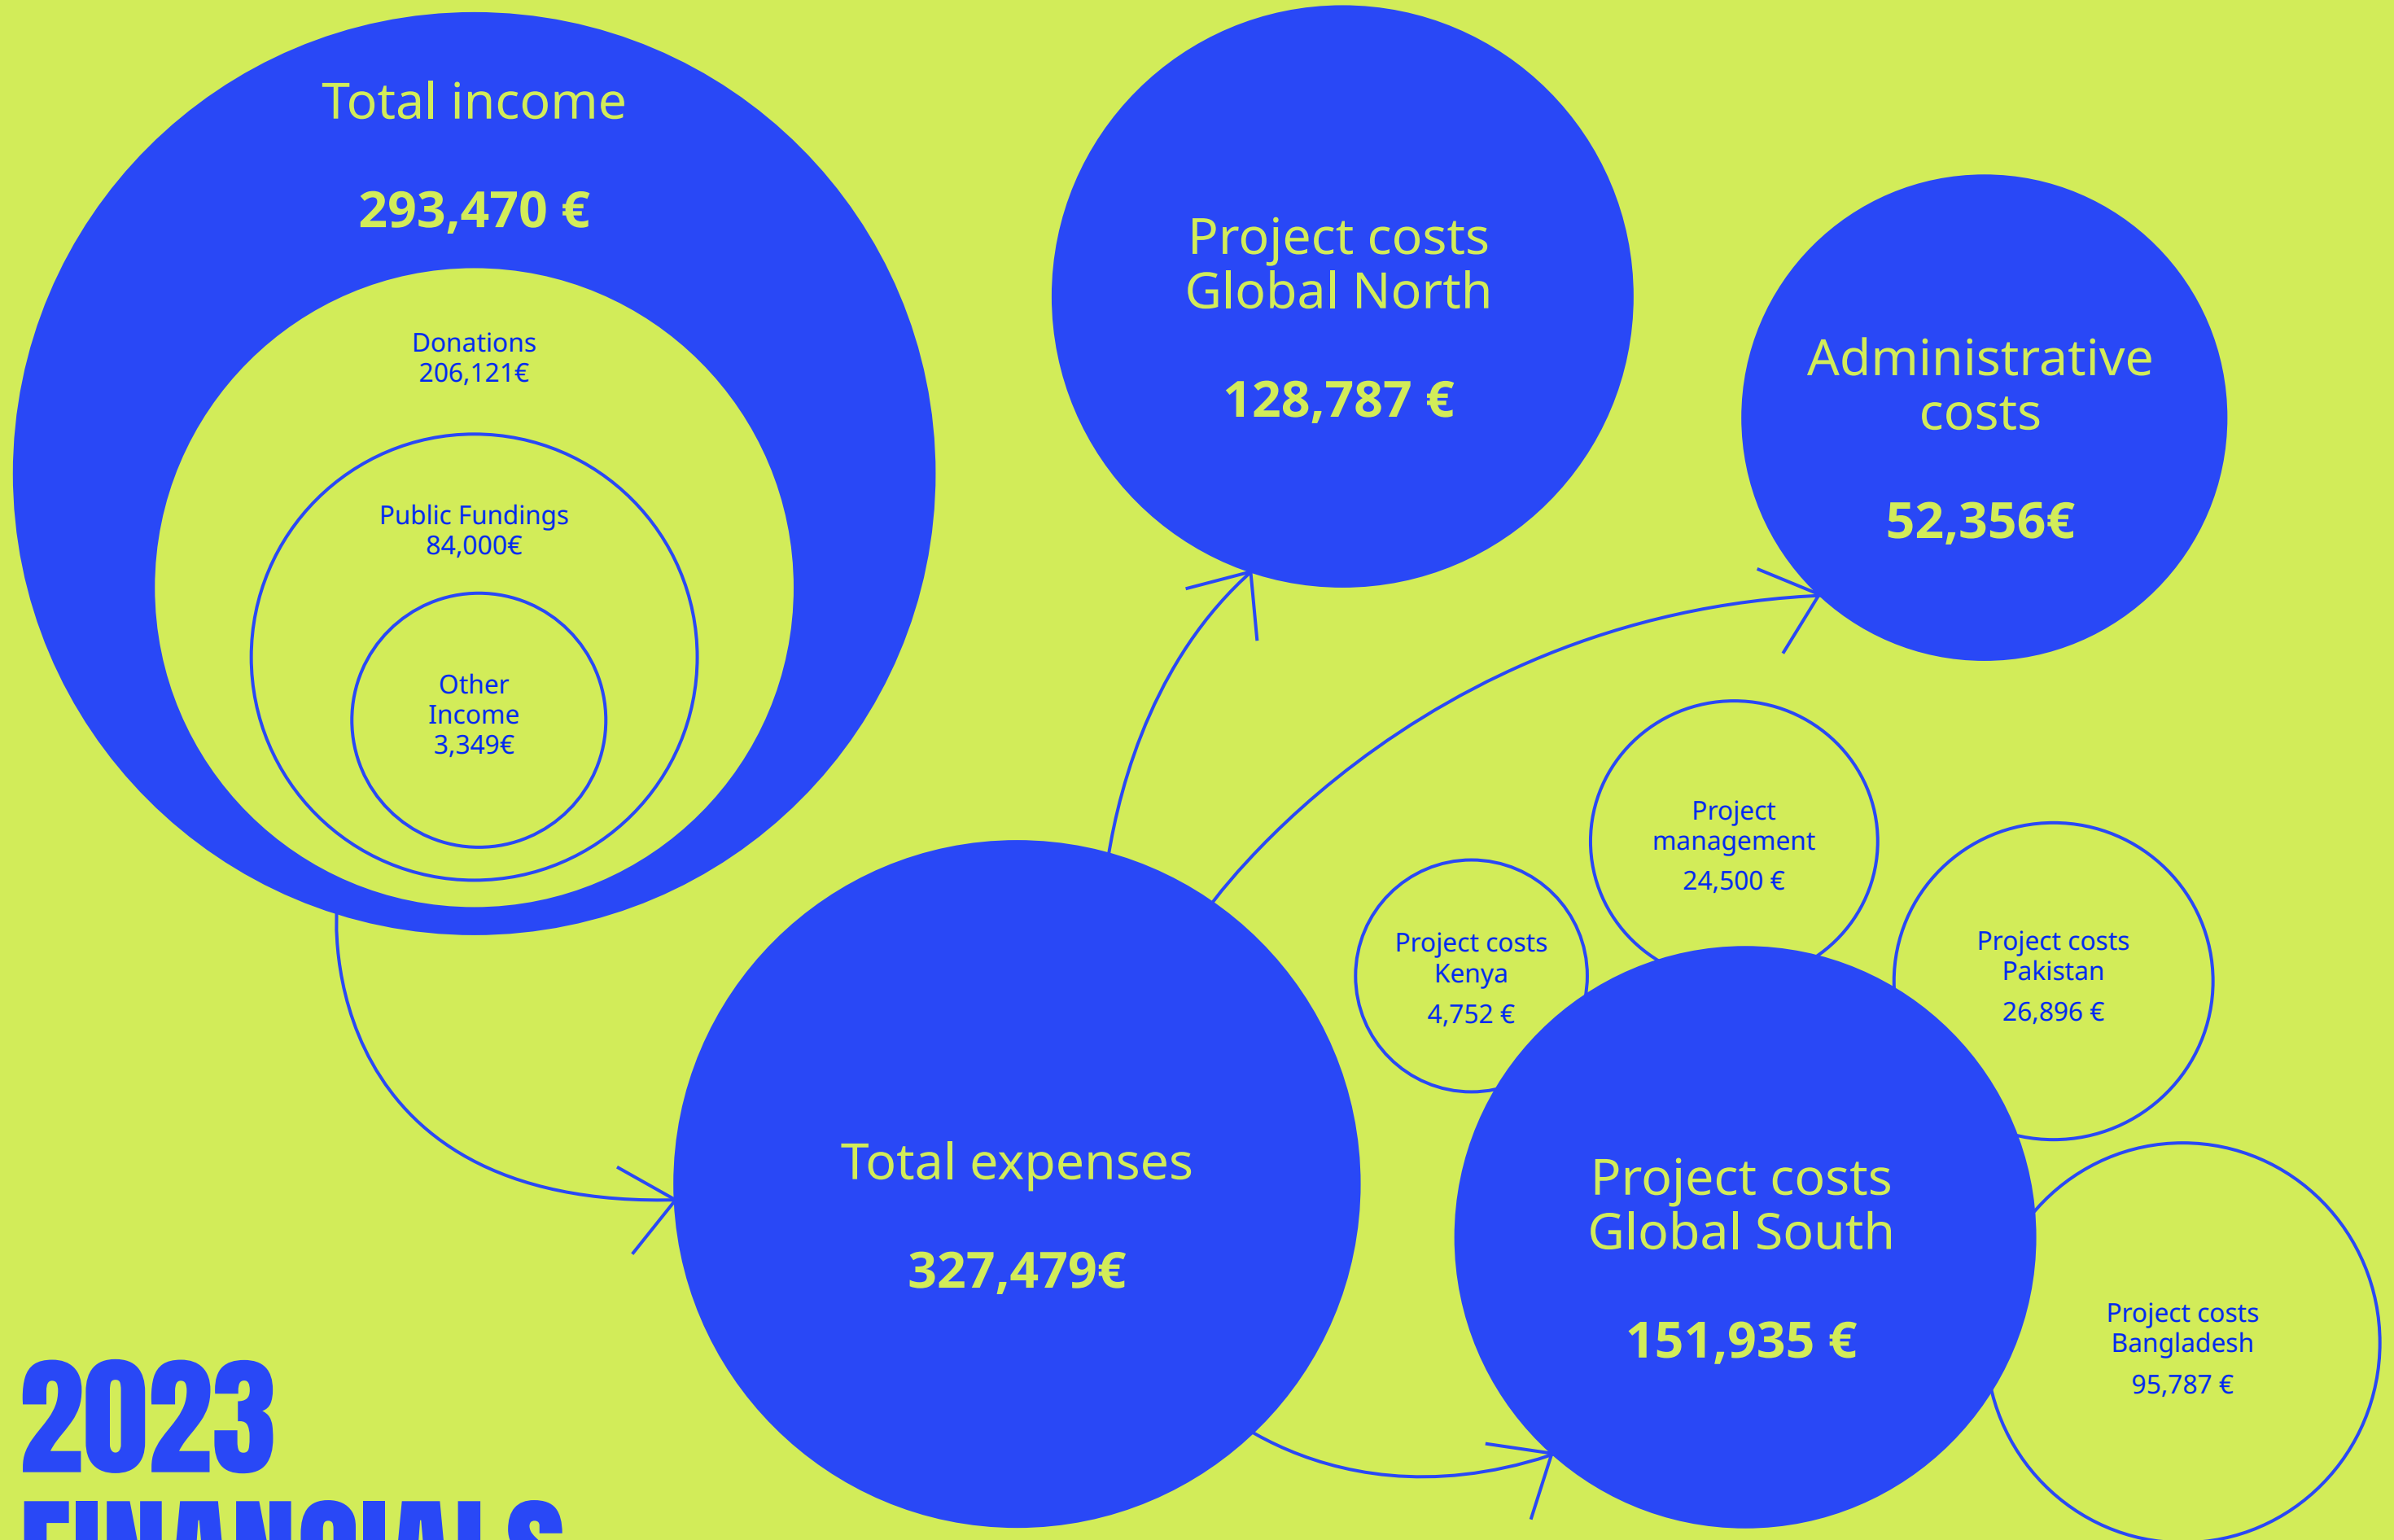 Total income
293,470 €
Donations
206,121€
Public Fundings
84,000€
Other
Income
3,349€
Project costs
Global North
128,787 €
Administrative
costs
52,356€
Project
management
24,500 €
Project costs
Kenya
4,752 €
Project costs
Pakistan
26,896 €
Total expenses
327,479€
Project costs
Global South
151,935 €
Project costs
Bangladesh
95,787 €
2023
FINANCIALS